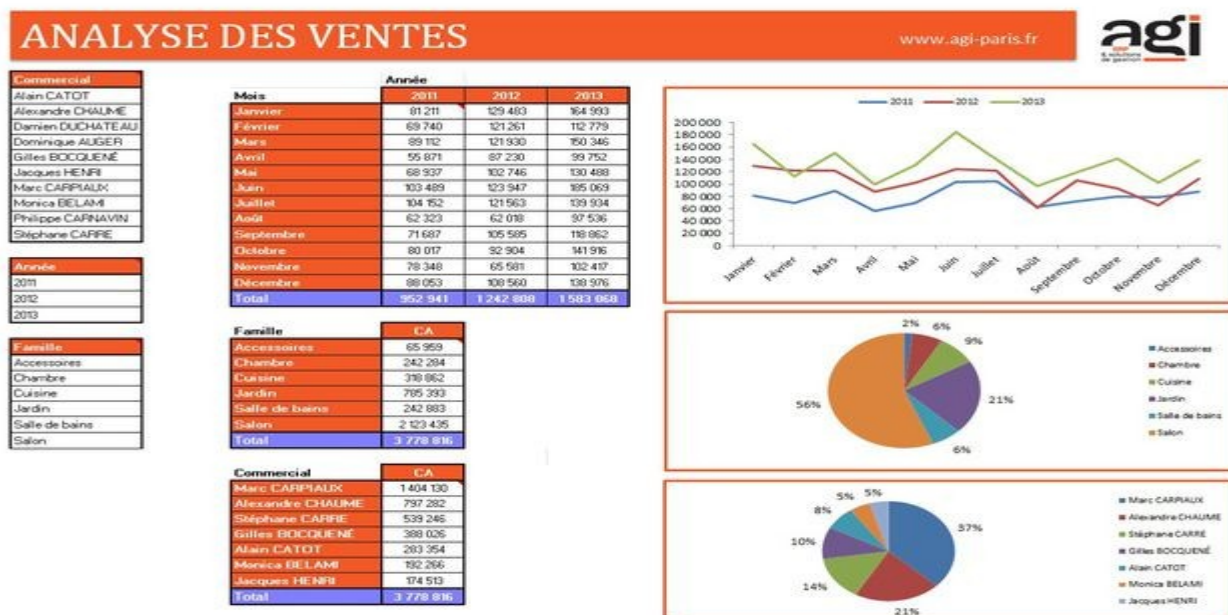 ANALYSE DES VENTES
www.agi-paris.fr
agi
ERP
& solutions
de gestion
Commercial
Alain CATOT
Alexandre CHAUME
Damien DUCHATEAU
Dominique AUGER
Gilles BOCQUENÉ
Jacques HENRI
Marc CARPIAUX
Monica BELAMI
Philippe CARNAVIN
Stéphane CARRE
Année
2011
2012
2013
Famille
Accessoires
Chambre
Cuisine
Jardin
Salle de bains
Salon
Année
Mois 2011 2012 2013
Janvier 81 211 129 483 164 993
Février 69 740 121 261 112 779
Mars 89 112 121 930 150 346
Avril 55 871 87 230 99 752
Mai 68 937 102 746 130 488
Juin 103 489 123 947 185 069
Juillet 104 152 121 563 139 934
Août 62 323 62 018 97 536
Septembre 71 687 105 585 118 862
Octobre 80 017 92 904 141 916
Novembre 78 348 65 581 102 417
Décembre 88 053 108 560 138 976
Total 952 941 1 242 808 1 583 068
Famille CA
Accessoires 65 959
Chambre 242 284
Cuisine 318 862
Jardin 785 393
Salle de bains 242 883
Salon 2 123 435
Total 3 778 816
Commercial CA
Marc CARPIAUX 1 404 130
Alexandre CHAUME 797 282
Stéphane CARRE 539 246
Gilles BOCQUENÉ 388 026
Alain CATOT 283 354
Monica BELAMI 192 266
Jacques HENRI 174 513
Total 3 778 816
2011 2012 2013
200 000
180 000
160 000
140 000
120 000
100 000
80 000
60 000
40 000
20 000
0
Janvier
Février
Mars
Avril
Mai
Juin
Juillet
Août
Septembre
Octobre
Novembre
Décembre
2%
6%
9%
21%
6%
56%
Accessoires
Chambre
Cuisine
Jardin
Salle de bains
Salon
5%
5%
8%
10%
14%
21%
37%
Marc CARPIAUX
Alexandre CHAUME
Stéphane CARRE
Gilles BOCQUENÉ
Alain CATOT
Monica BELAMI
Jacques HENRI